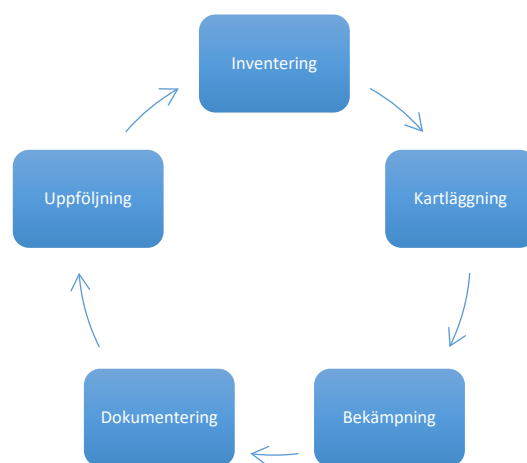 Inventering
Kartläggning
Bekämpning
Dokumentering
Uppföljning